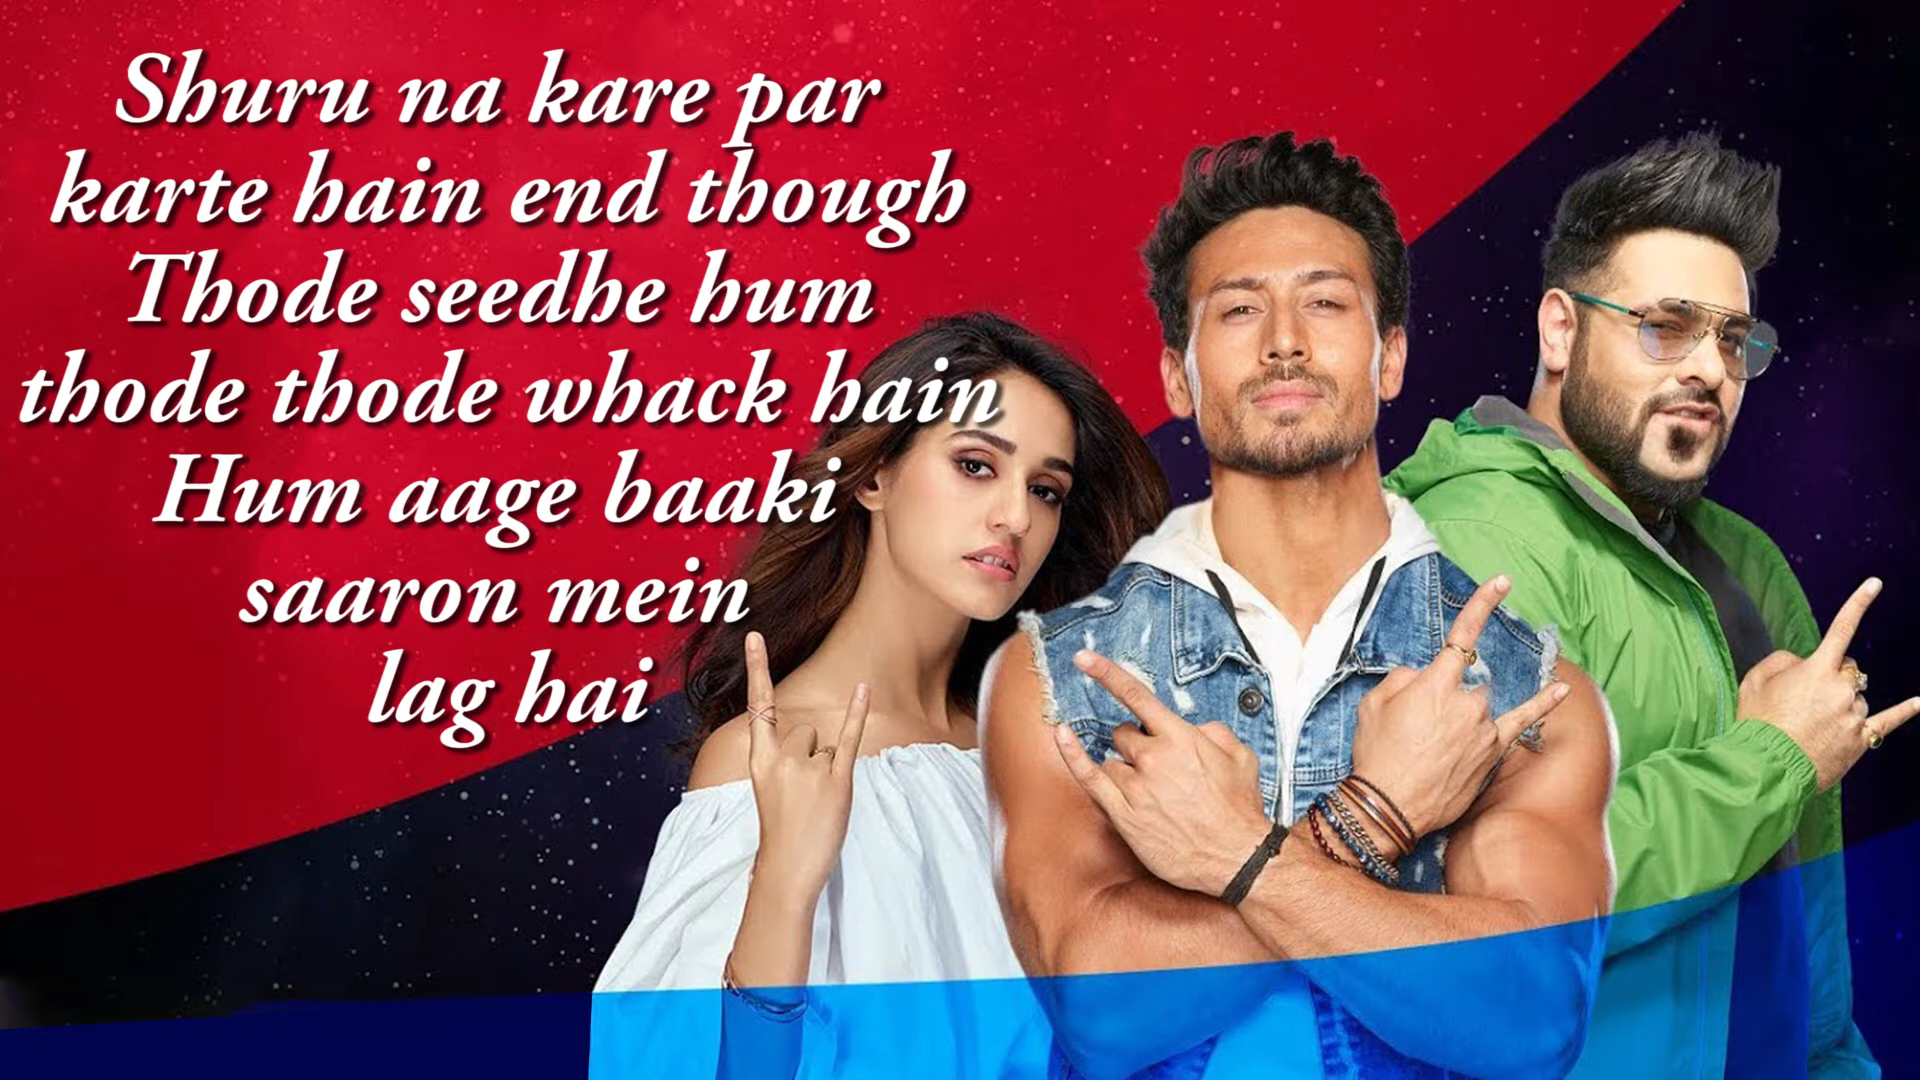 Shuru na kare par
karte hain end though
Thode seedhe hum
thode thode whack hain
Hum aage baaki
saaron mein
lag hai